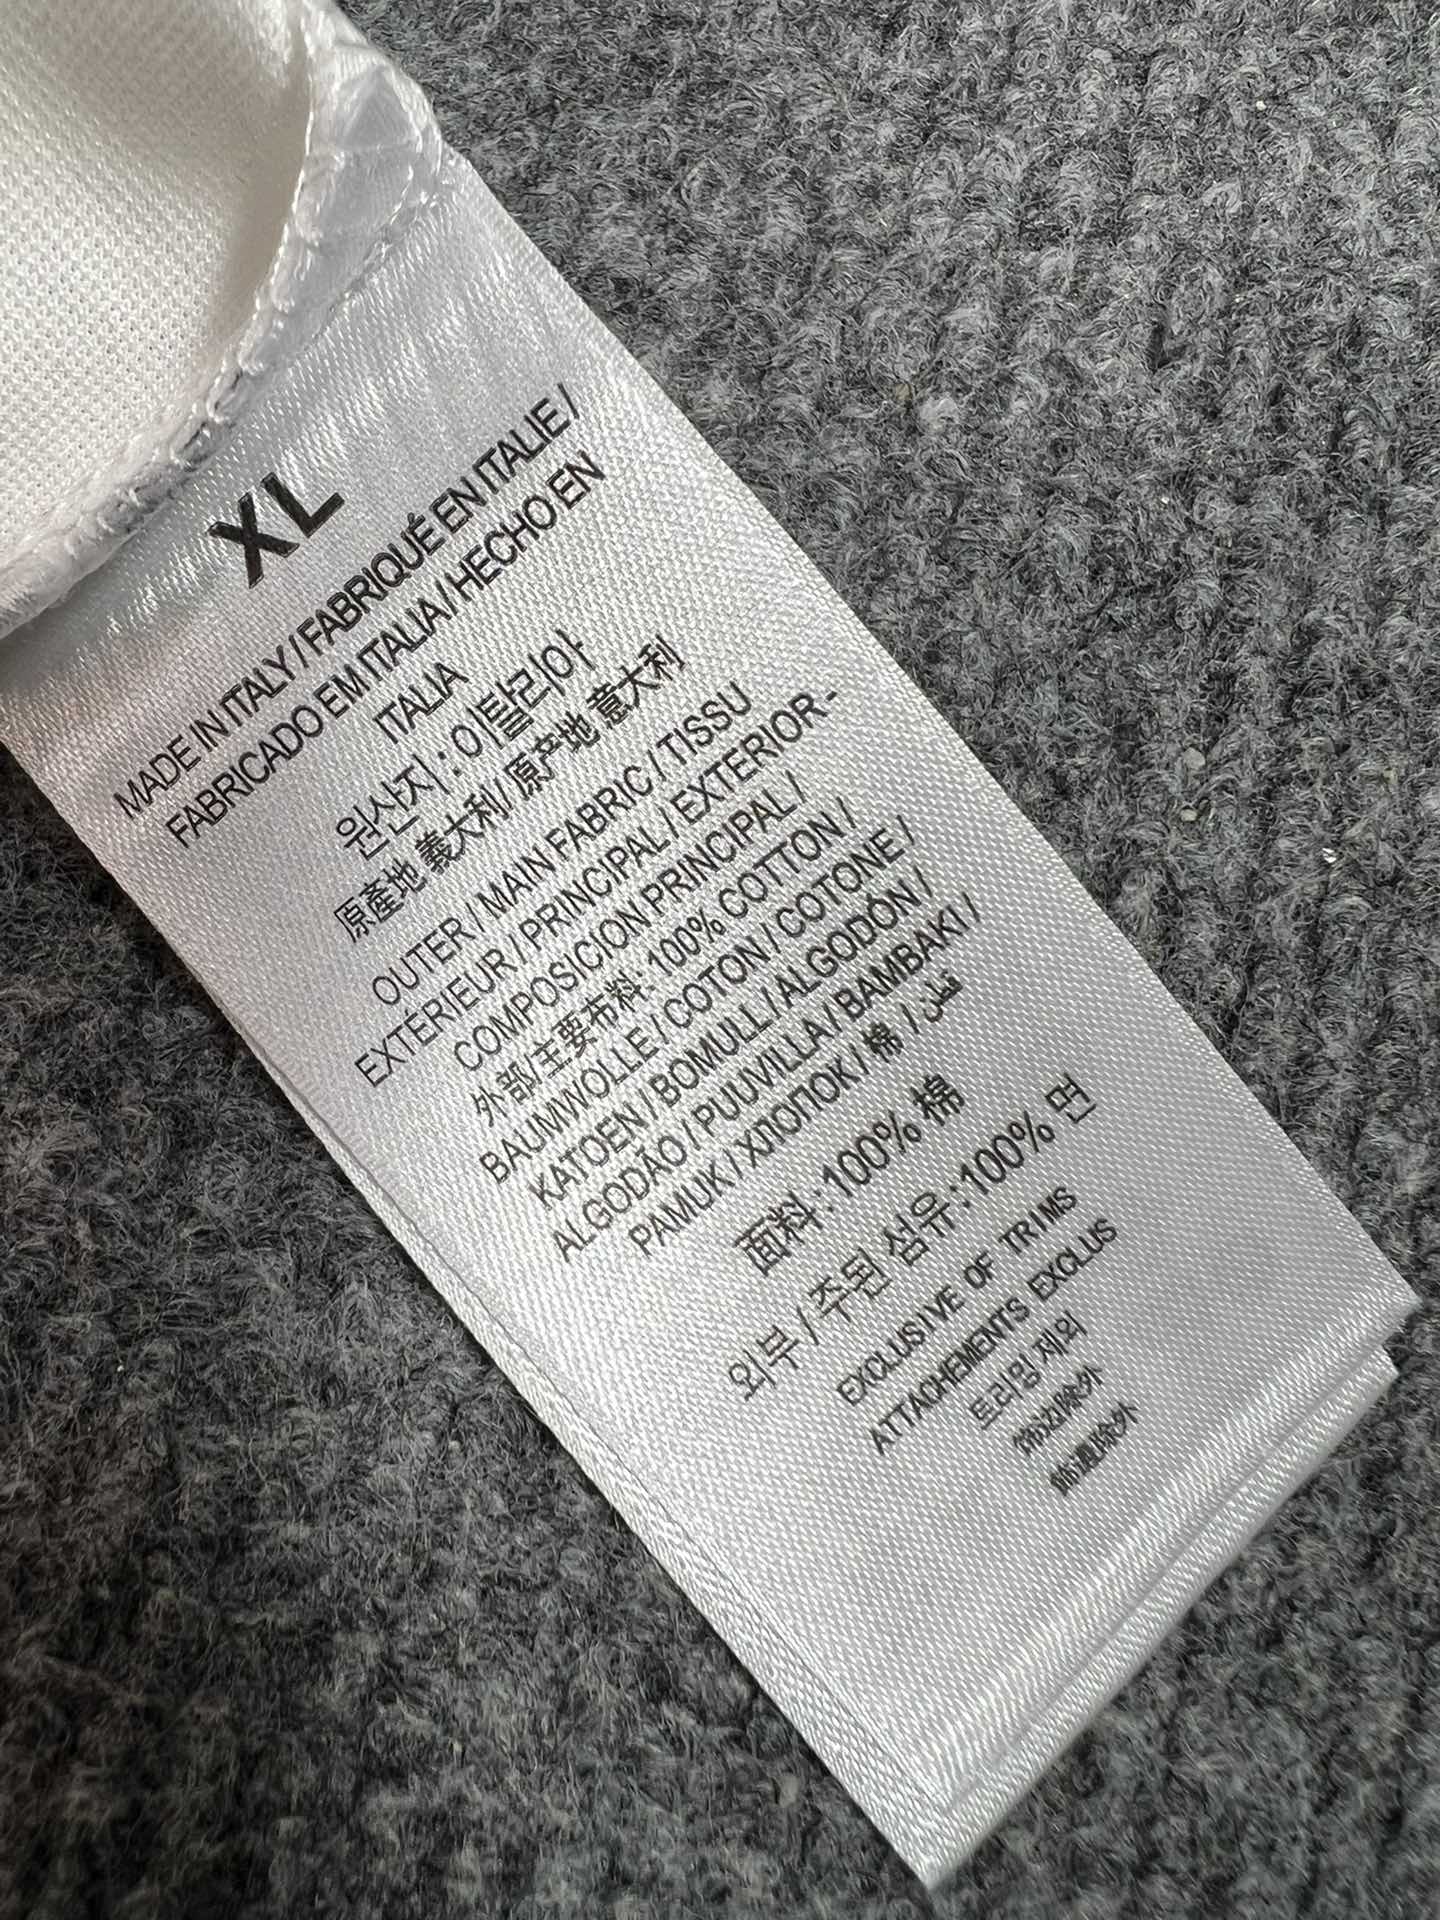 XL
MADE IN ITALY / FABRIQUÉ EN ITALIE /
FABRICADO EM ITALIA / HECHO EN
ITALIA
원산지 : 이탈리아
原產地 義大利 / 原产地 意大利
OUTER / MAIN FABRIC / TISSU
EXTÉRIEUR / PRINCIPAL / EXTERIOR -
COMPOSICION PRINCIPAL /
外部/主要布料: 100% COTTON /
BAUMWOLLE / COTON / COTONE /
KATOEN / BOMULL / ALGODÓN /
ALGODÃO / PUUVILLA / BAMBAKI /
PAMUK / ХЛОПОК / 棉 / قطن
面料 : 100% 棉
외부 / 주된 섬유 : 100% 면
EXCLUSIVE OF TRIMS
ATTACHEMENTS EXCLUS
트리밍 제외
除外
除外